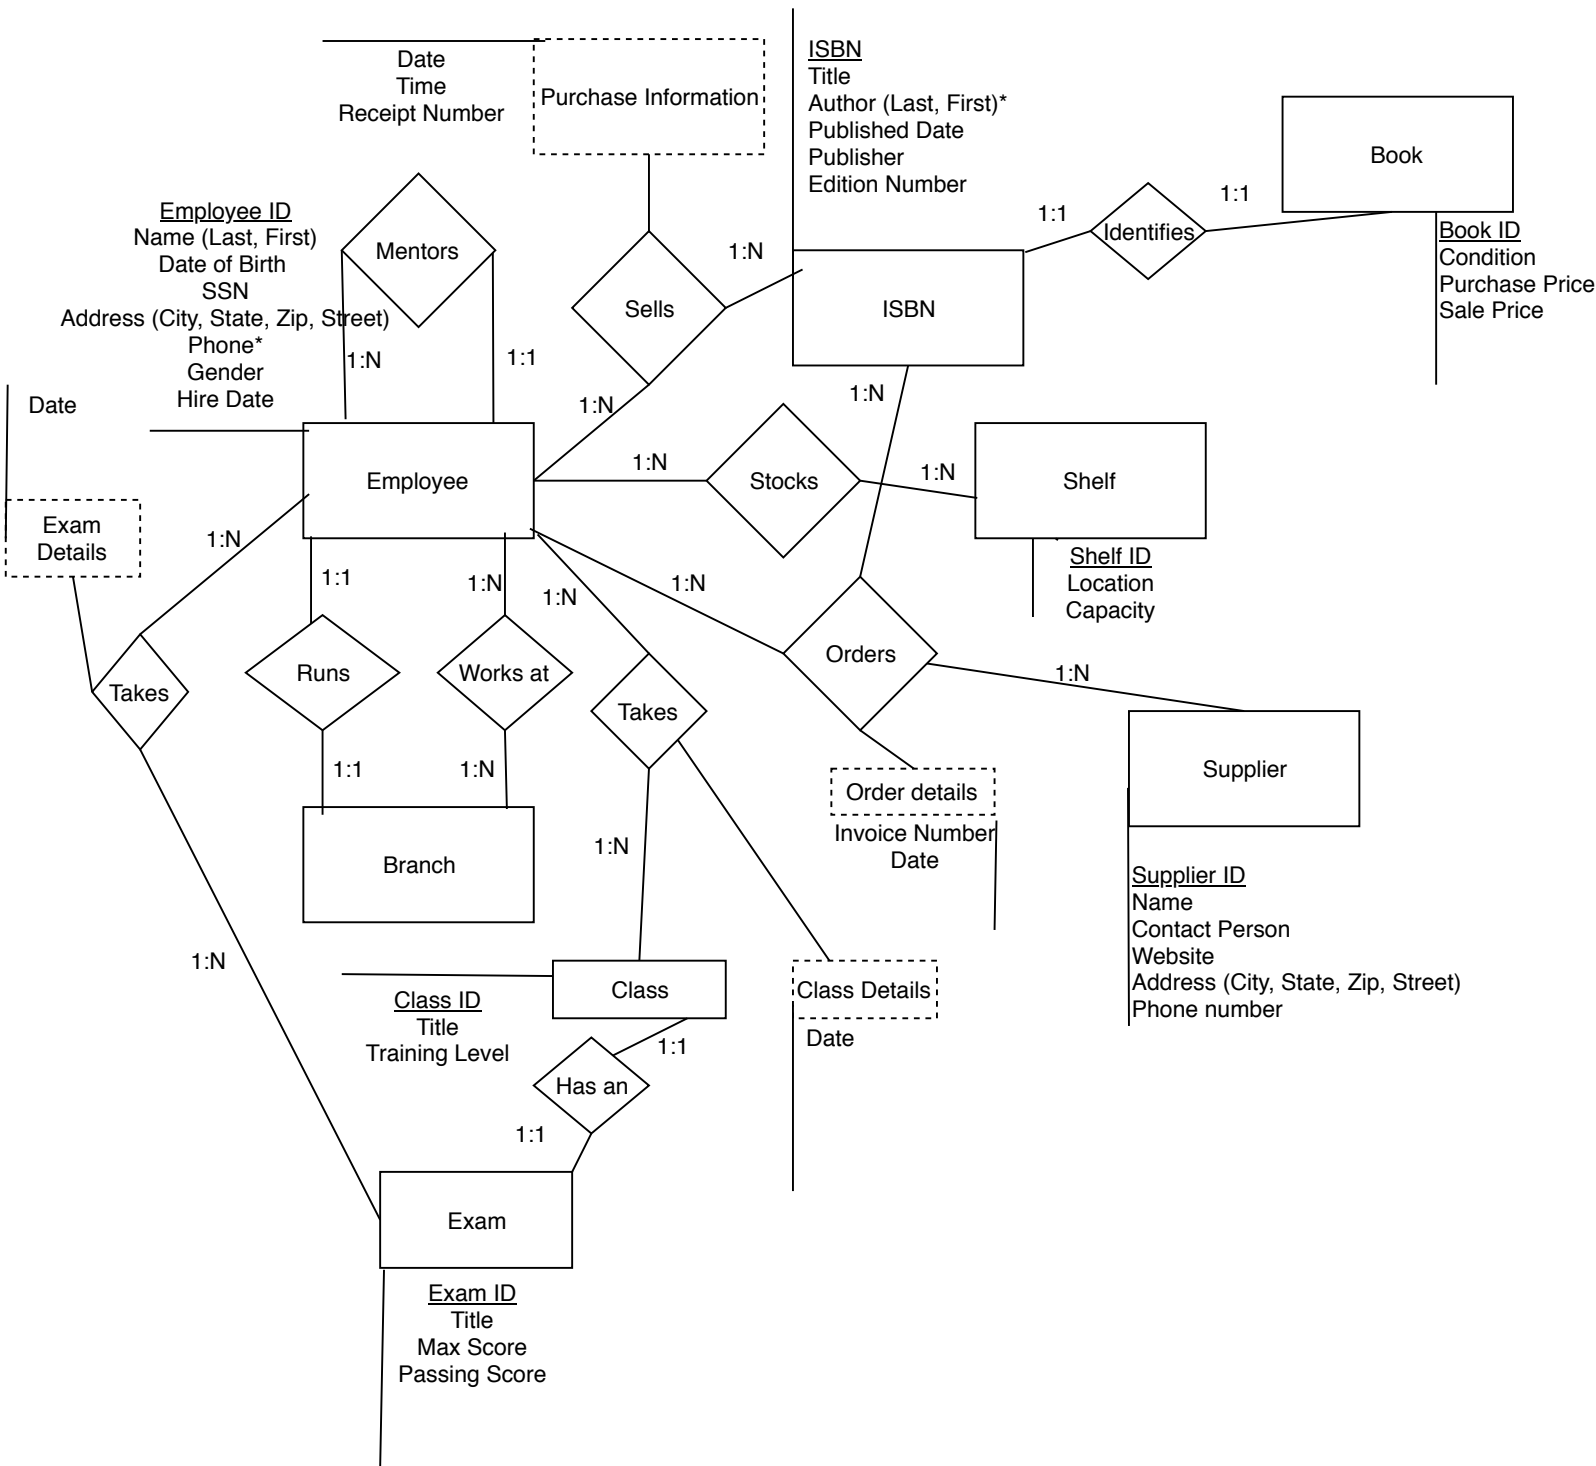 Date
Time
Receipt Number
Purchase Information
ISBN
Title
Author (Last, First)*
Published Date
Publisher
Edition Number
Book
1:1
1:1
Identifies
Book ID
Condition
Purchase Price
Sale Price
Employee ID
Name (Last, First)
Date of Birth
SSN
Address (City, State, Zip, Street)
Phone*
Gender
Hire Date
Mentors
1:N
1:1
Sells
1:N
1:N
ISBN
1:N
Date
Exam
Details
Employee
1:N
Stocks
1:N
Shelf
Shelf ID
Location
Capacity
1:N
1:1
1:N
1:N
1:N
Takes
Runs
Works at
Takes
Orders
1:N
1:1
1:N
Supplier
Order details
Invoice Number
Date
1:N
Branch
Supplier ID
Name
Contact Person
Website
Address (City, State, Zip, Street)
Phone number
1:N
Class ID
Title
Training Level
Class
Class Details
Date
1:1
Has an
1:1
Exam
Exam ID
Title
Max Score
Passing Score